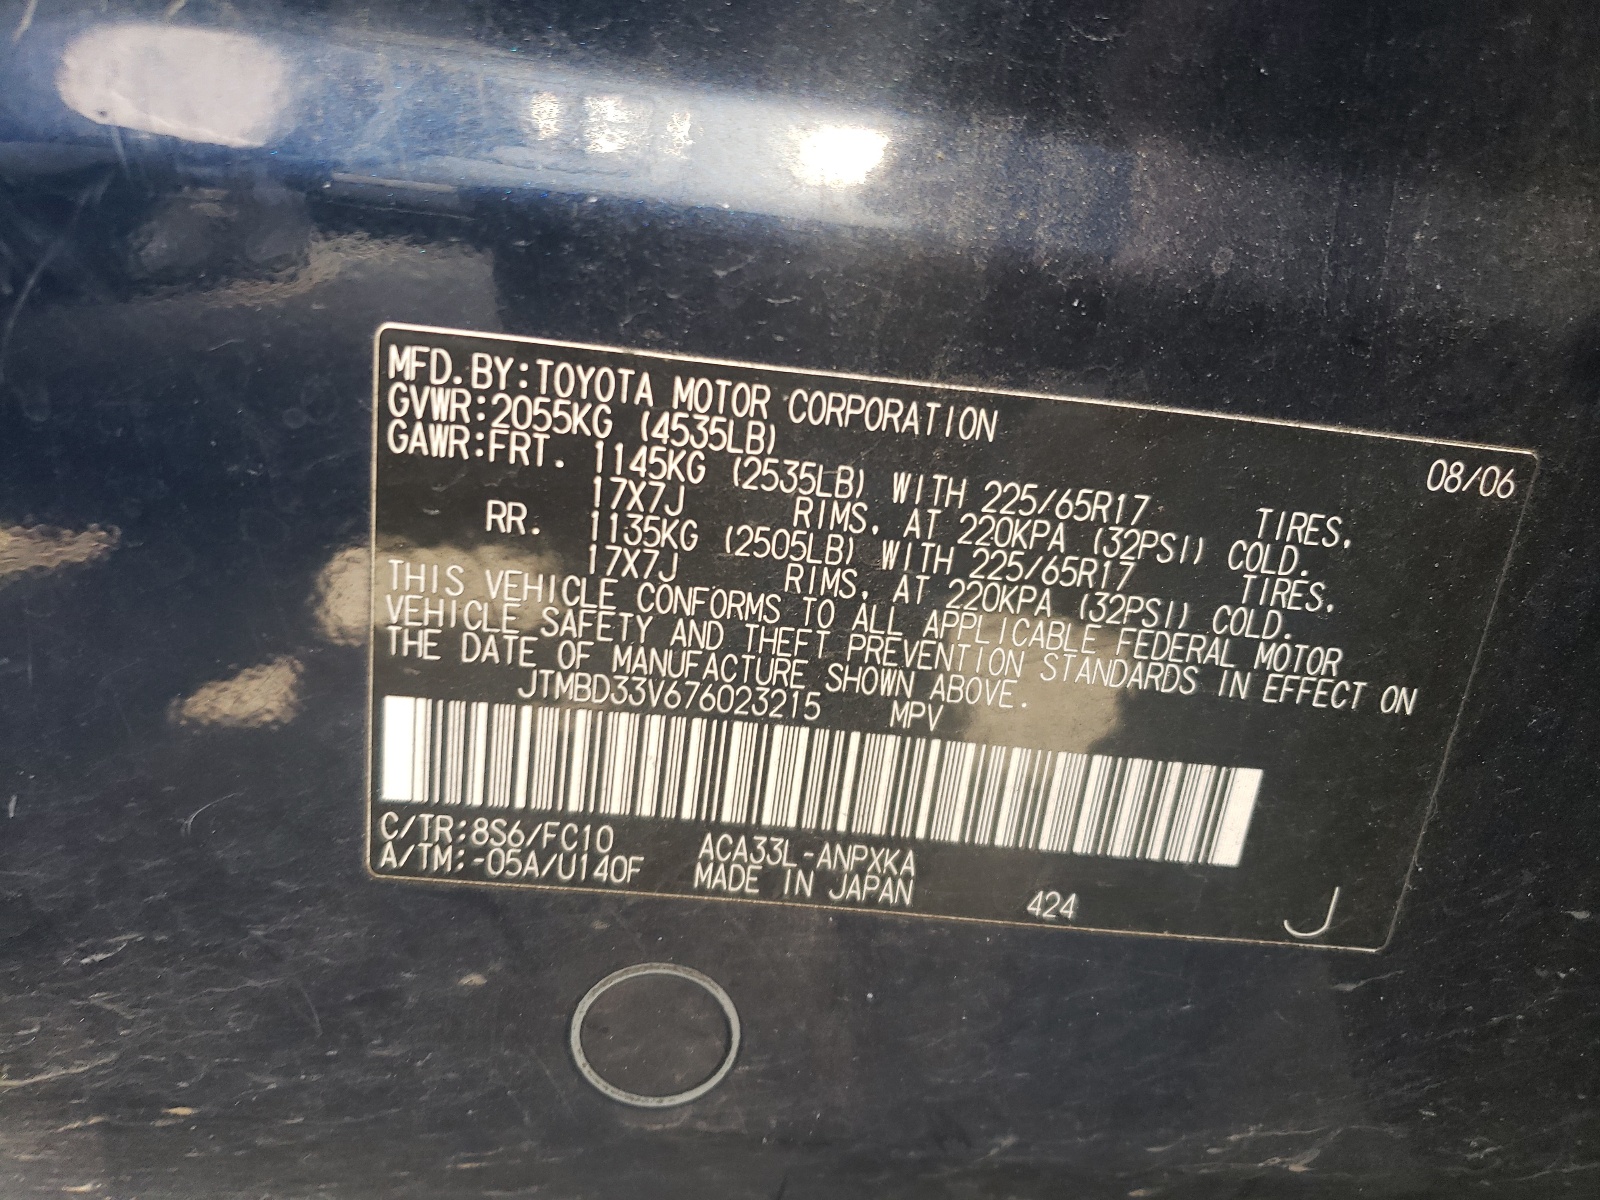 MFD. BY: TOYOTA MOTOR CORPORATION 08/06
GVWR: 2055KG (4535LB)
GAWR: FRT. 1145KG (2535LB) WITH 225/65R17 TIRES,
17X7J RIMS, AT 220KPA (32PSI) COLD.
RR. 1135KG (2505LB) WITH 225/65R17 TIRES,
17X7J RIMS, AT 220KPA (32PSI) COLD.
THIS VEHICLE CONFORMS TO ALL APPLICABLE FEDERAL MOTOR
VEHICLE SAFETY AND THEFT PREVENTION STANDARDS IN EFFECT ON
THE DATE OF MANUFACTURE SHOWN ABOVE.
JTMBD33V676023215 MPV
C/TR: 8S6/FC10 ACA33L-ANPXKA
A/TM: -05A/U140F MADE IN JAPAN 424 J